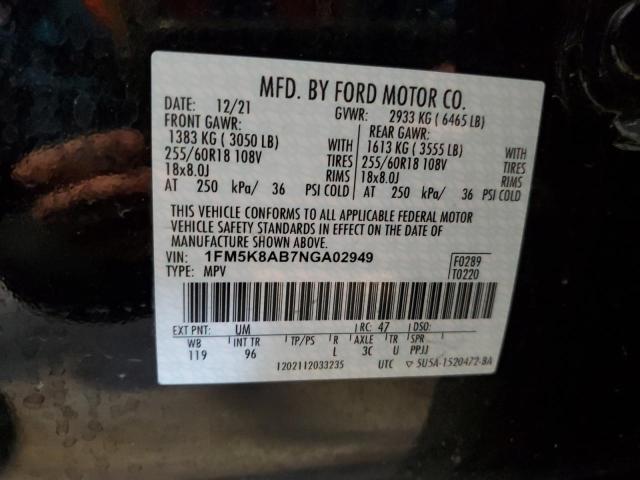 MFD. BY FORD MOTOR CO.
DATE: 12/21 GVWR: 2933 KG ( 6465 LB)
FRONT GAWR: REAR GAWR:
1383 KG ( 3050 LB) WITH 1613 KG ( 3555 LB) WITH
255/60R18 108V TIRES 255/60R18 108V TIRES
18x8.0J RIMS 18x8.0J RIMS
AT 250 kPa/ 36 PSI COLD AT 250 kPa/ 36 PSI COLD
THIS VEHICLE CONFORMS TO ALL APPLICABLE FEDERAL MOTOR
VEHICLE SAFETY STANDARDS IN EFFECT ON THE DATE OF
MANUFACTURE SHOWN ABOVE.
VIN: 1FM5K8AB7NGA02949 F0289
TYPE: MPV T0220
EXT PNT: UM RC: 47 DSO:
WB INT TR TP/PS R AXLE TR SPR
119 96 L 3C U PPJJ
1202112033235 UTC ▽ 5U5A-1520472-BA